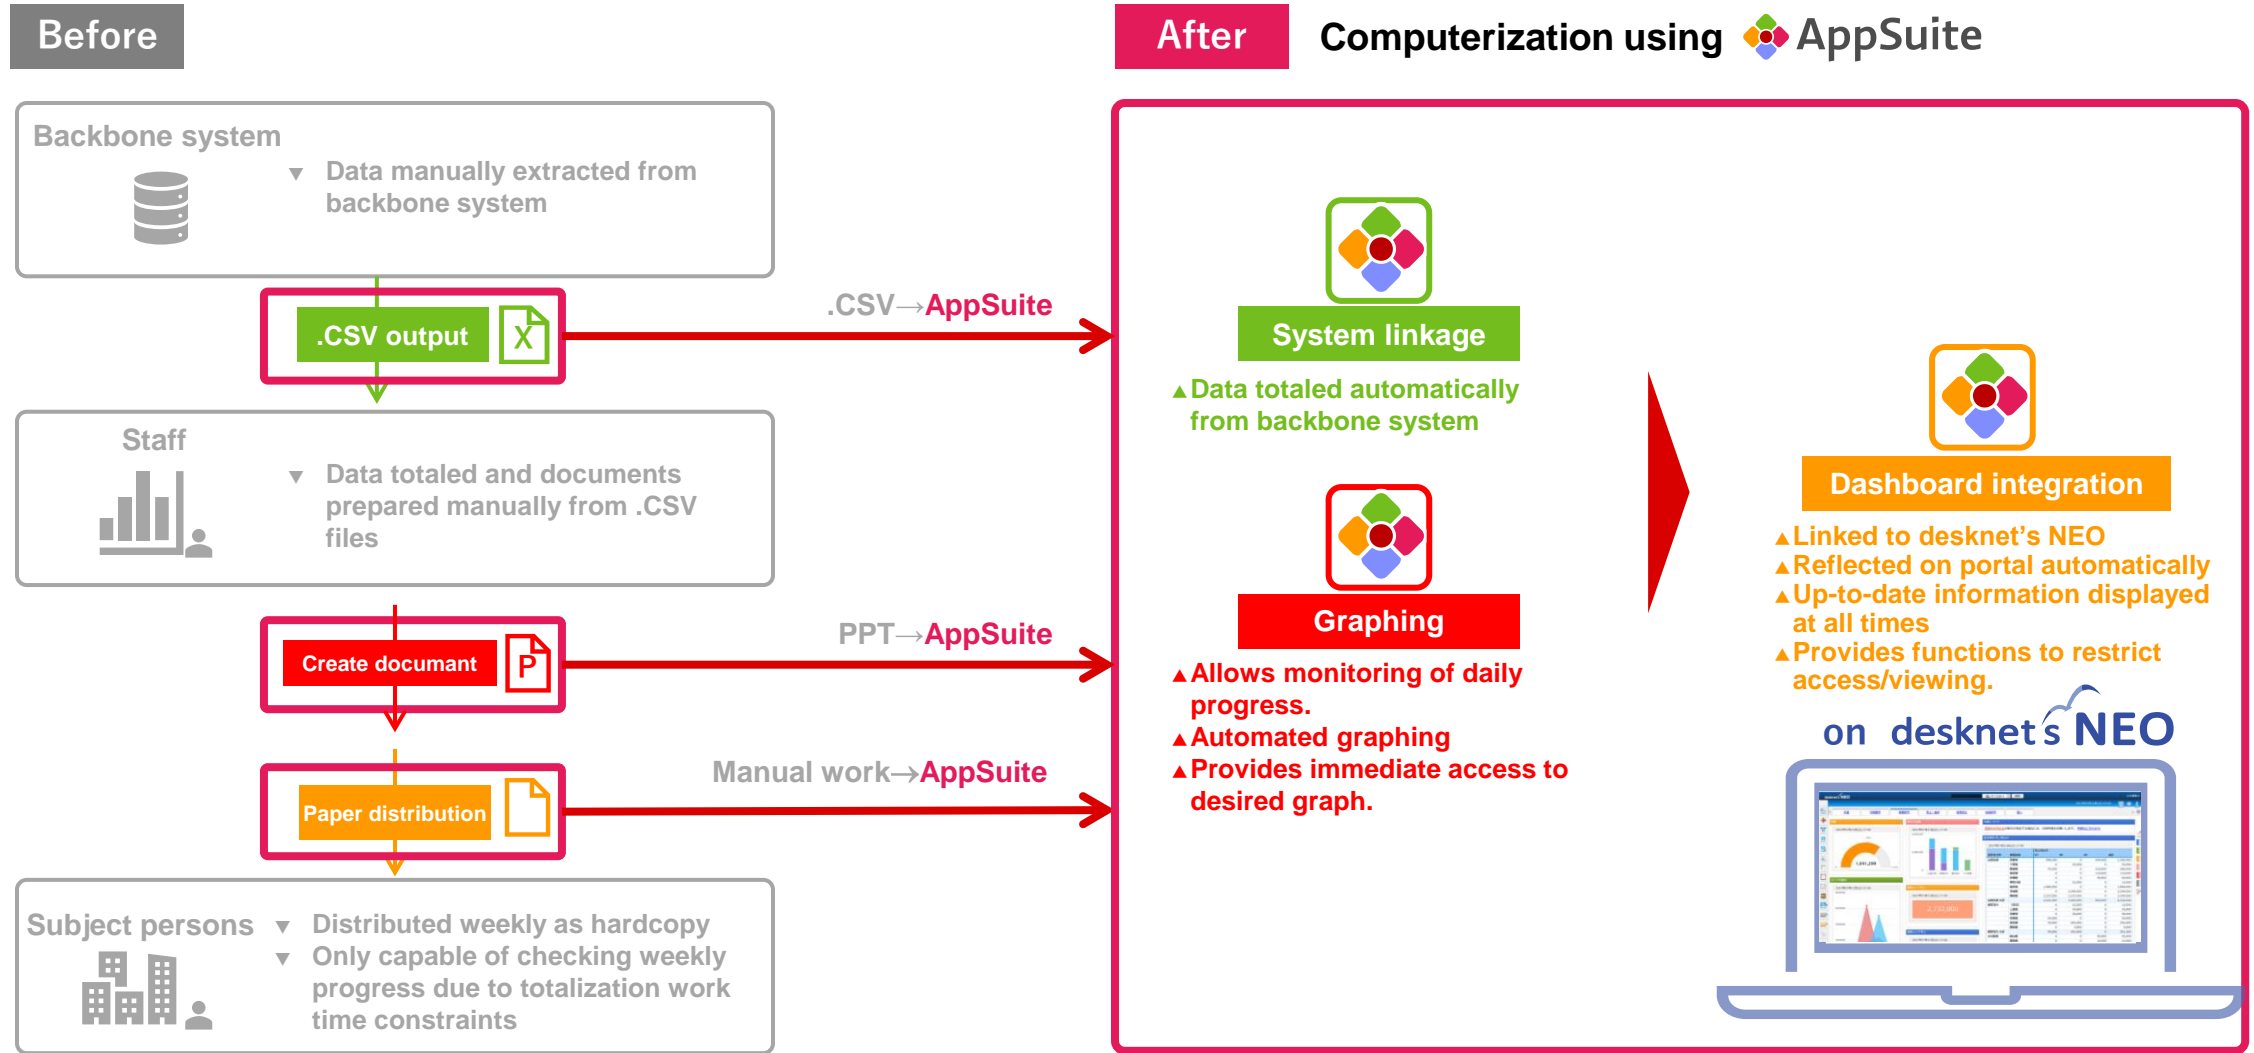 Before
After
Computerization using AppSuite
Backbone system
▼ Data manually extracted from
backbone system
.CSV output
X
.CSV→AppSuite
Staff
▼ Data totaled and documents
prepared manually from .CSV
files
Create documant
P
PPT→AppSuite
Paper distribution
Manual work→AppSuite
Subject persons
▼ Distributed weekly as hardcopy
▼ Only capable of checking weekly
progress due to totalization work
time constraints
System linkage
▲Data totaled automatically
from backbone system
Graphing
▲Allows monitoring of daily
progress.
▲Automated graphing
▲Provides immediate access to
desired graph.
Dashboard integration
▲Linked to desknet's NEO
▲Reflected on portal automatically
▲Up-to-date information displayed
at all times
▲Provides functions to restrict
access/viewing.
on desknet's NEO